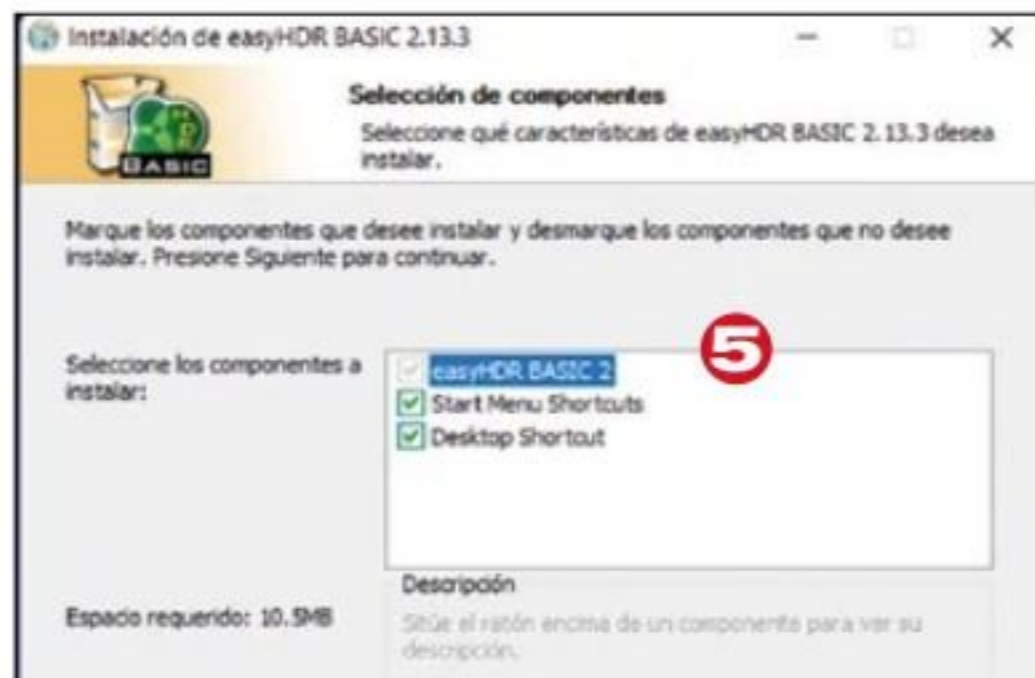 Instalación de easyHDR BASIC 2.13.3
BASIC
Selección de componentes
Seleccione qué características de easyHDR BASIC 2.13.3 desea
instalar.
Marque los componentes que desee instalar y desmarque los componentes que no desee
instalar. Presione Siguiente para continuar.
5
Seleccione los componentes a
instalar:
easyHDR BASIC 2
Start Menu Shortcuts
Desktop Shortcut
Espacio requerido: 10.5MB
Descripción
Sitúe el ratón encima de un componente para ver su
descripción.